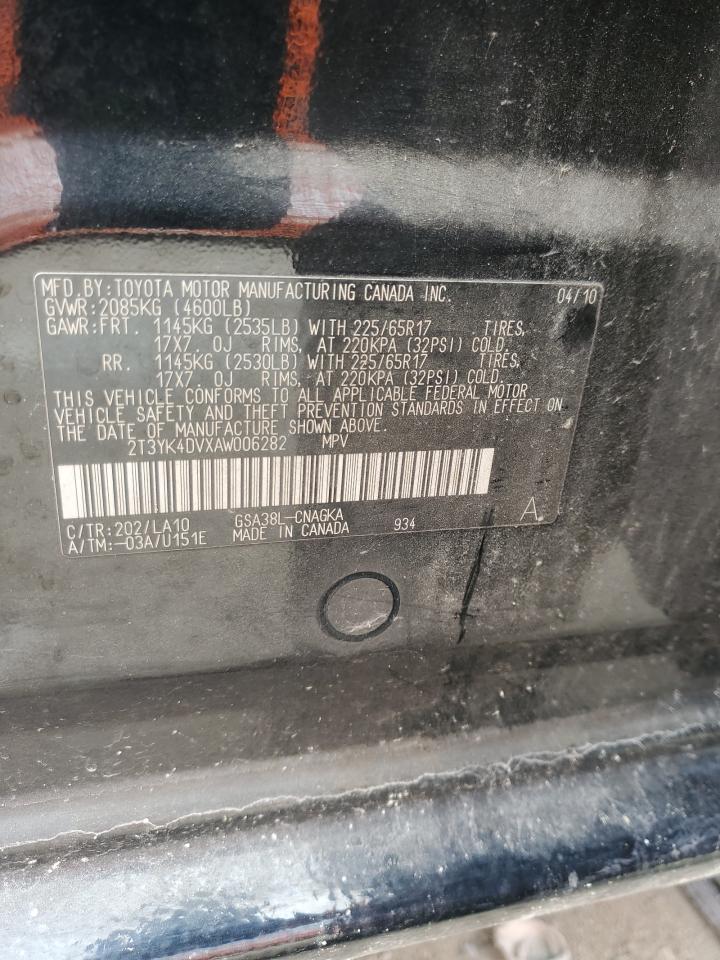 MFD.BY:TOYOTA MOTOR MANUFACTURING CANADA INC. 04/10
GVWR:2085KG (4600LB)
GAWR:FRT. 1145KG (2535LB) WITH 225/65R17 TIRES,
17X7. 0J RIMS, AT 220KPA (32PSI) COLD.
RR. 1145KG (2530LB) WITH 225/65R17 TIRES,
17X7. 0J RIMS, AT 220KPA (32PSI) COLD.
THIS VEHICLE CONFORMS TO ALL APPLICABLE FEDERAL MOTOR
VEHICLE SAFETY AND THEFT PREVENTION STANDARDS IN EFFECT ON
THE DATE OF MANUFACTURE SHOWN ABOVE.
2T3YK4DVXAW006282 MPV
C/TR:202/LA10 GSA38L-CNAGKA 934 A
A/TM:-03A/U151E MADE IN CANADA